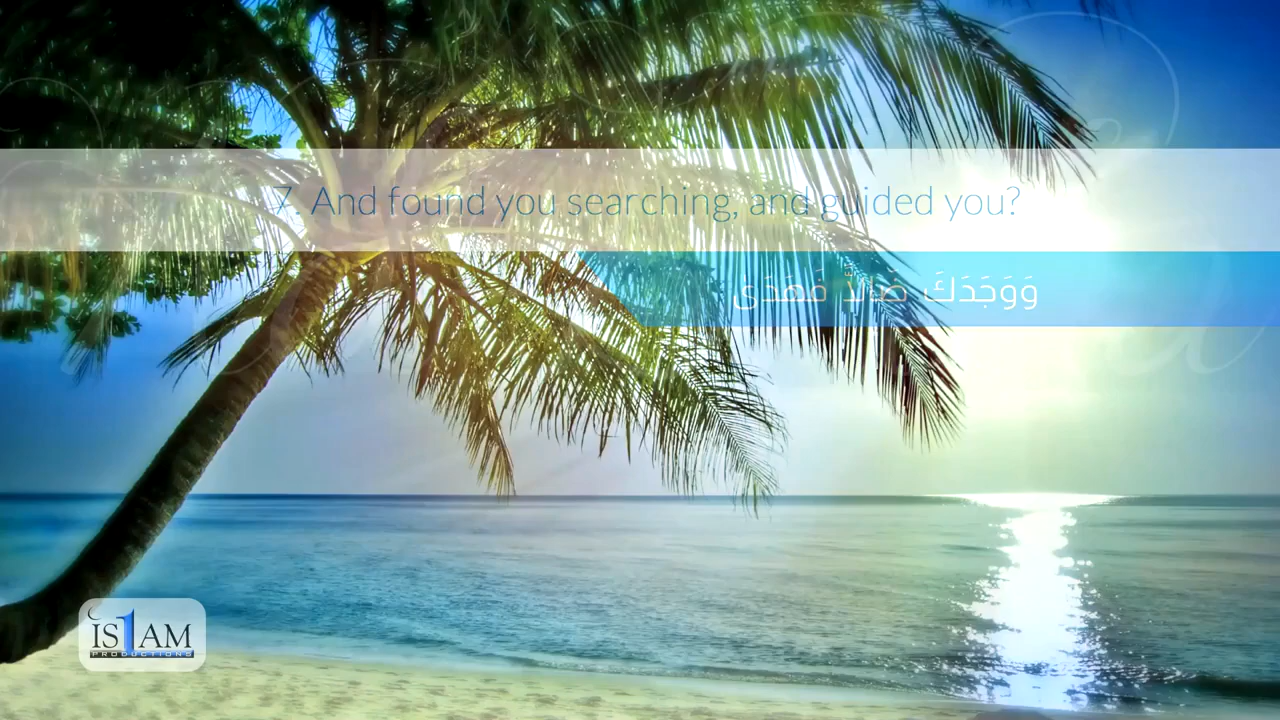 7. And found you searching, and guided you?
وَوَجَدَكَ ضَالًّا فَهَدَى
IS1AM
PRODUCTIONS